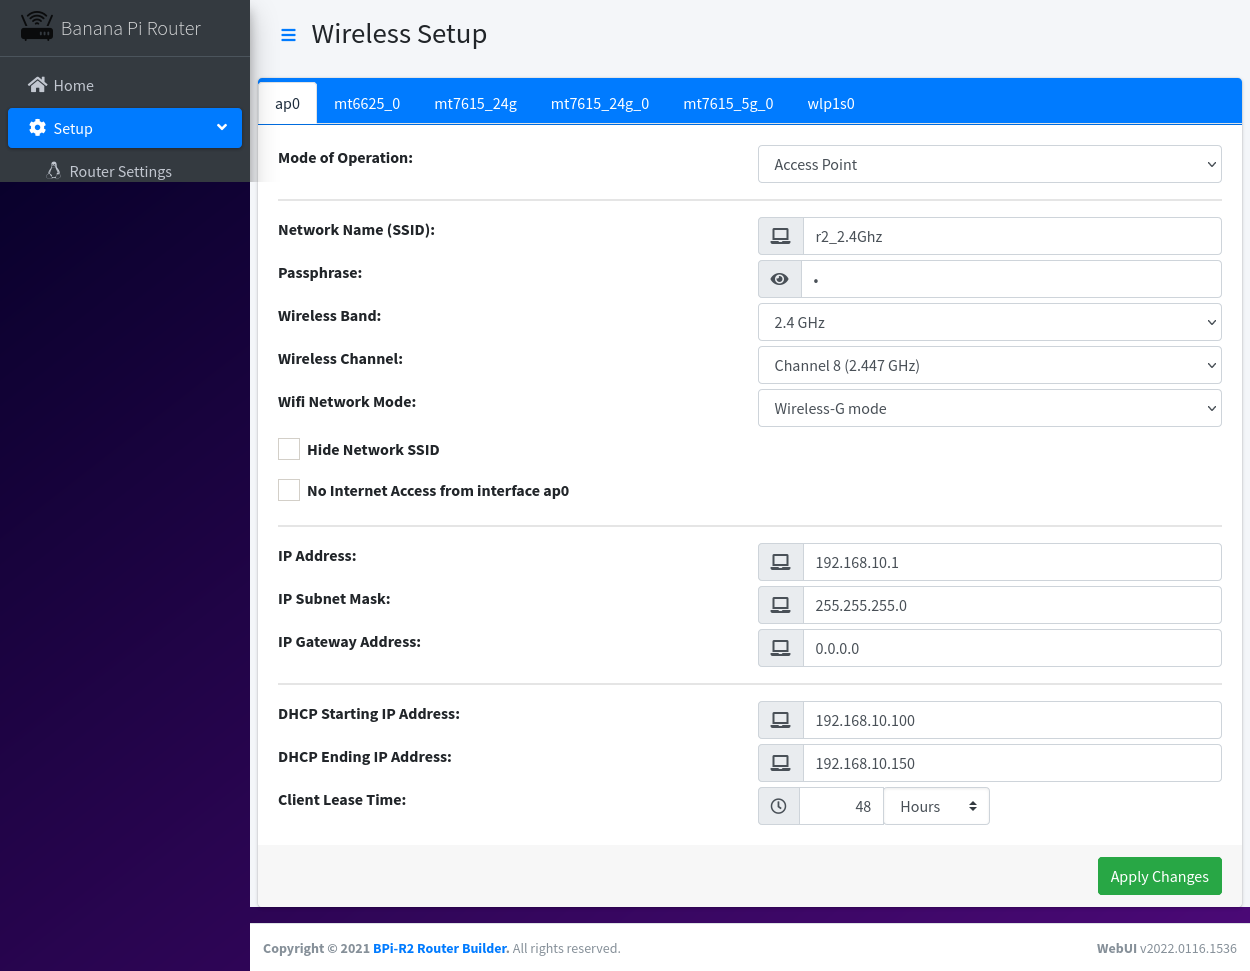 Banana Pi Router
Wireless Setup
Home
Setup
Router Settings
ap0 mt6625_0 mt7615_24g mt7615_24g_0 mt7615_5g_0 wlp1s0
Mode of Operation: Access Point
Network Name (SSID): r2_2.4Ghz
Passphrase: •
Wireless Band: 2.4 GHz
Wireless Channel: Channel 8 (2.447 GHz)
Wifi Network Mode: Wireless-G mode
Hide Network SSID
No Internet Access from interface ap0
IP Address: 192.168.10.1
IP Subnet Mask: 255.255.255.0
IP Gateway Address: 0.0.0.0
DHCP Starting IP Address: 192.168.10.100
DHCP Ending IP Address: 192.168.10.150
Client Lease Time: 48 Hours
Apply Changes
Copyright © 2021 BPi-R2 Router Builder. All rights reserved. WebUI v2022.0116.1536